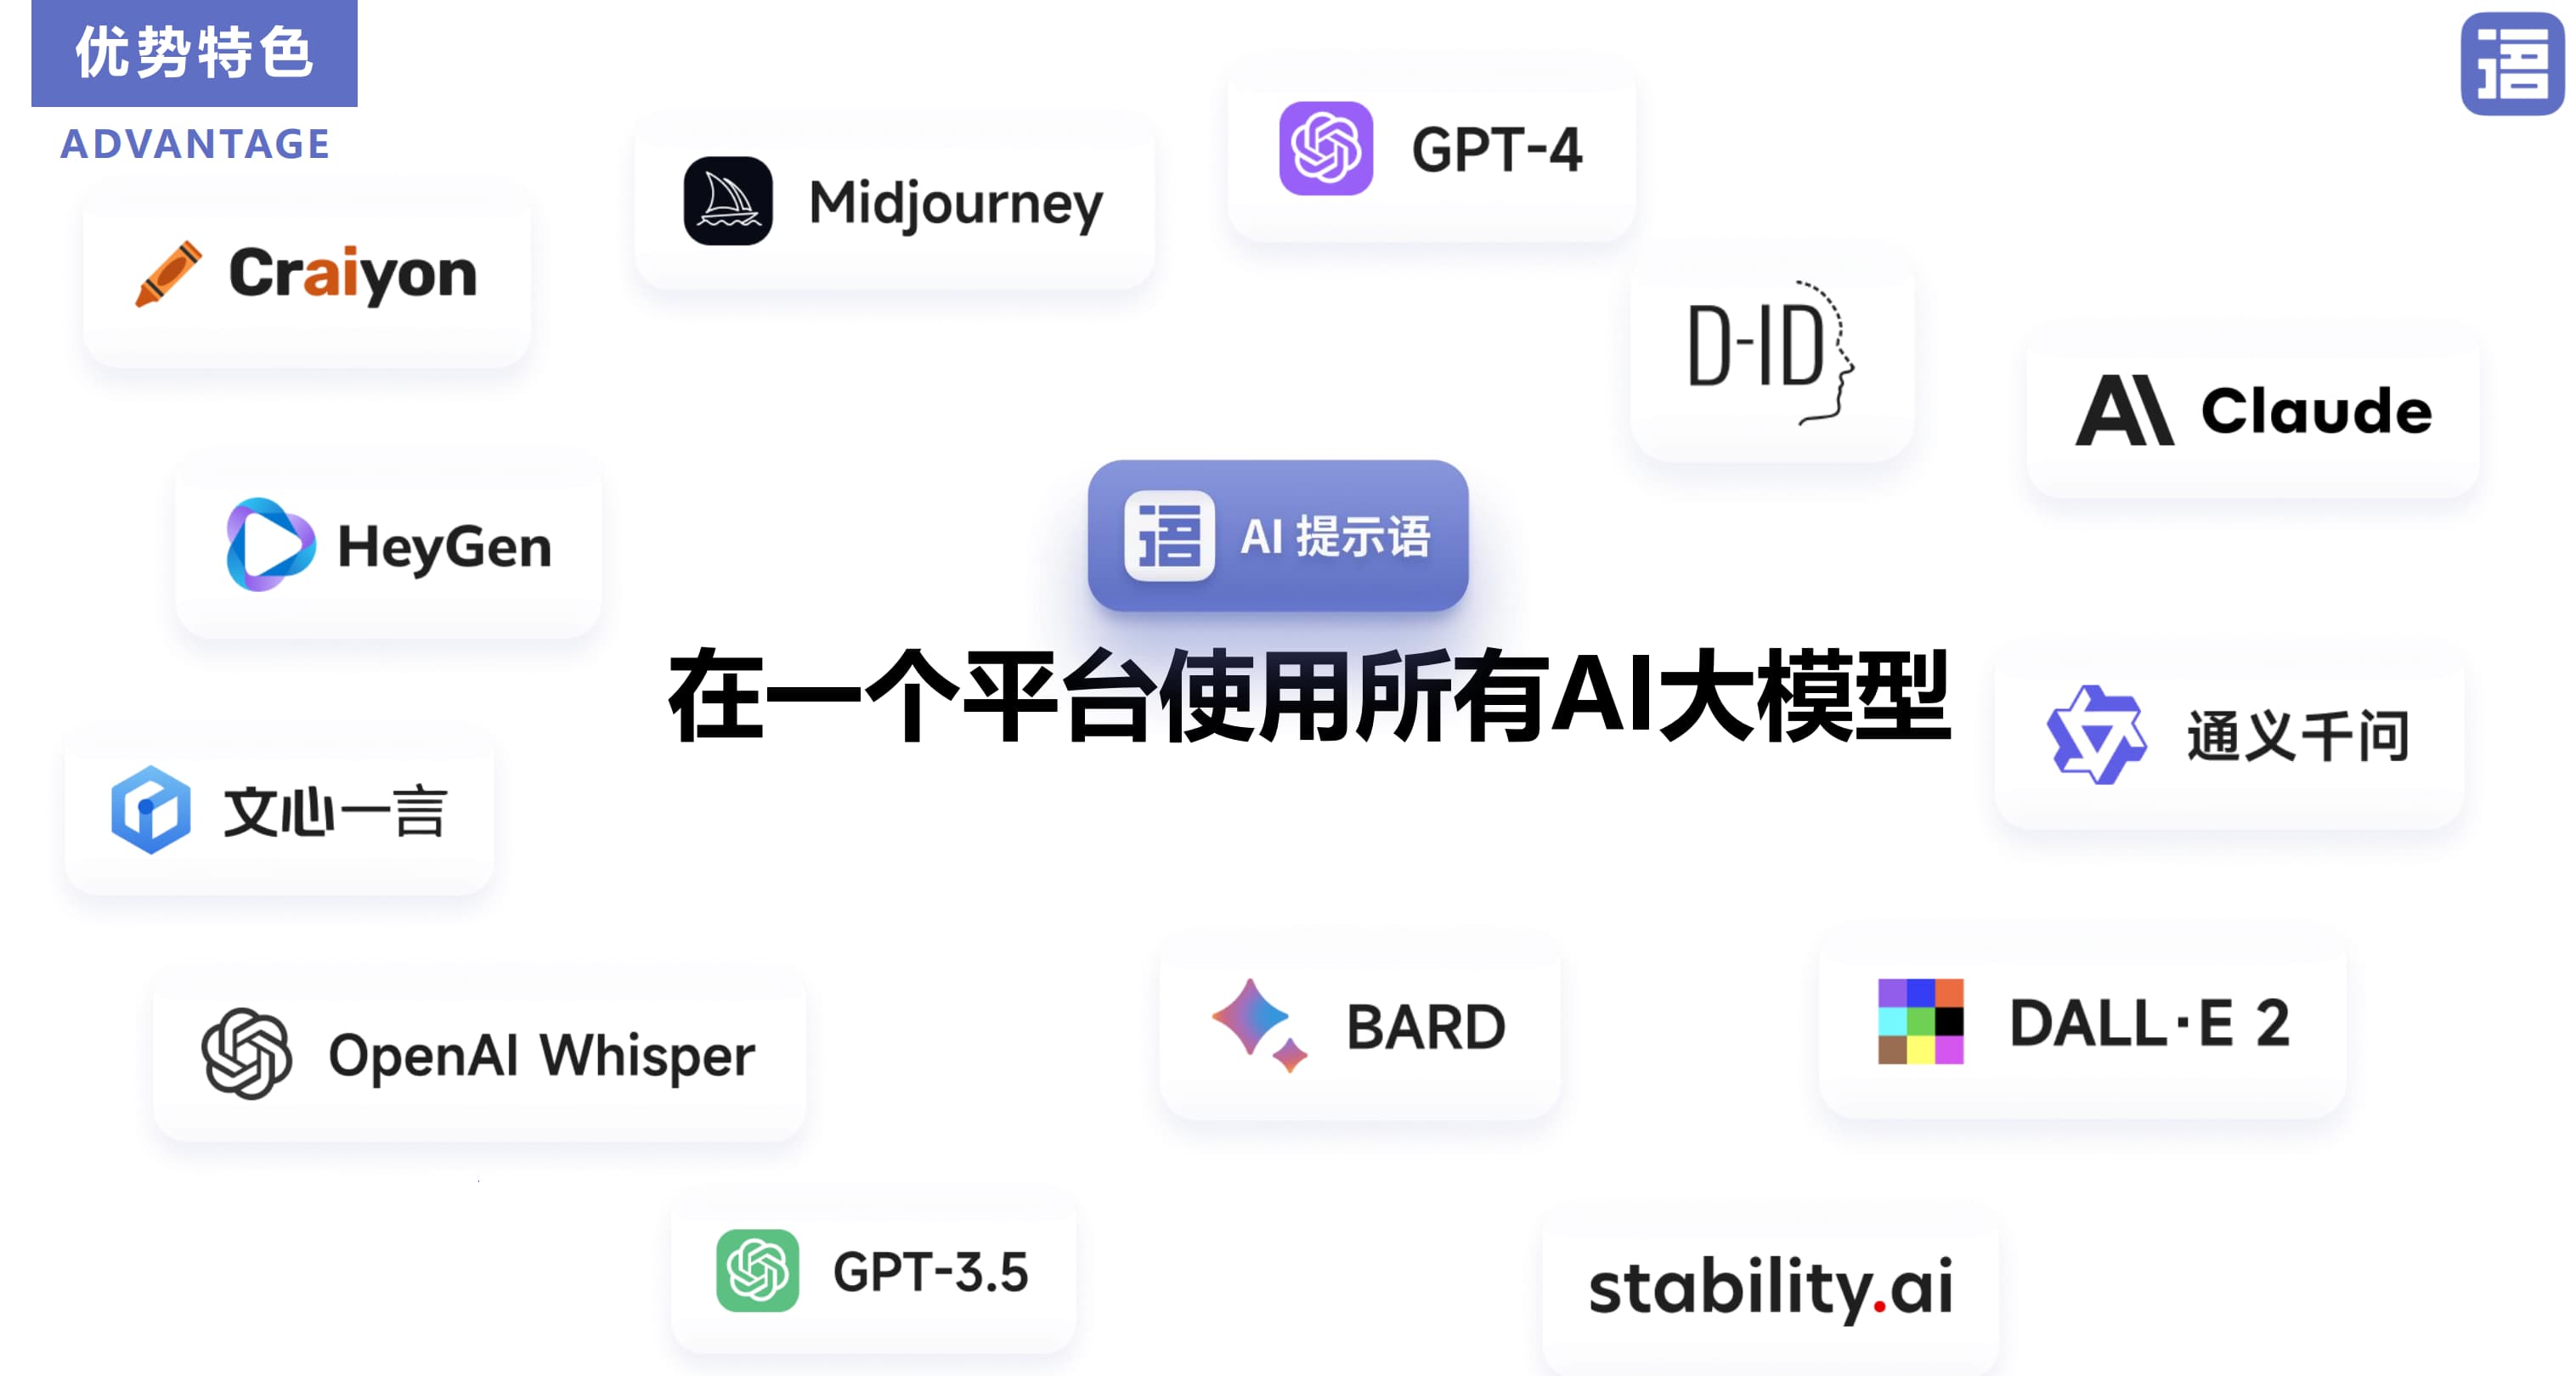 优势特色
ADVANTAGE
语
GPT-4
Midjourney
Craiyon
D-ID
Claude
HeyGen
语 AI 提示语
在一个平台使用所有AI大模型
通义千问
文心一言
OpenAI Whisper
BARD
DALL·E 2
GPT-3.5
stability.ai